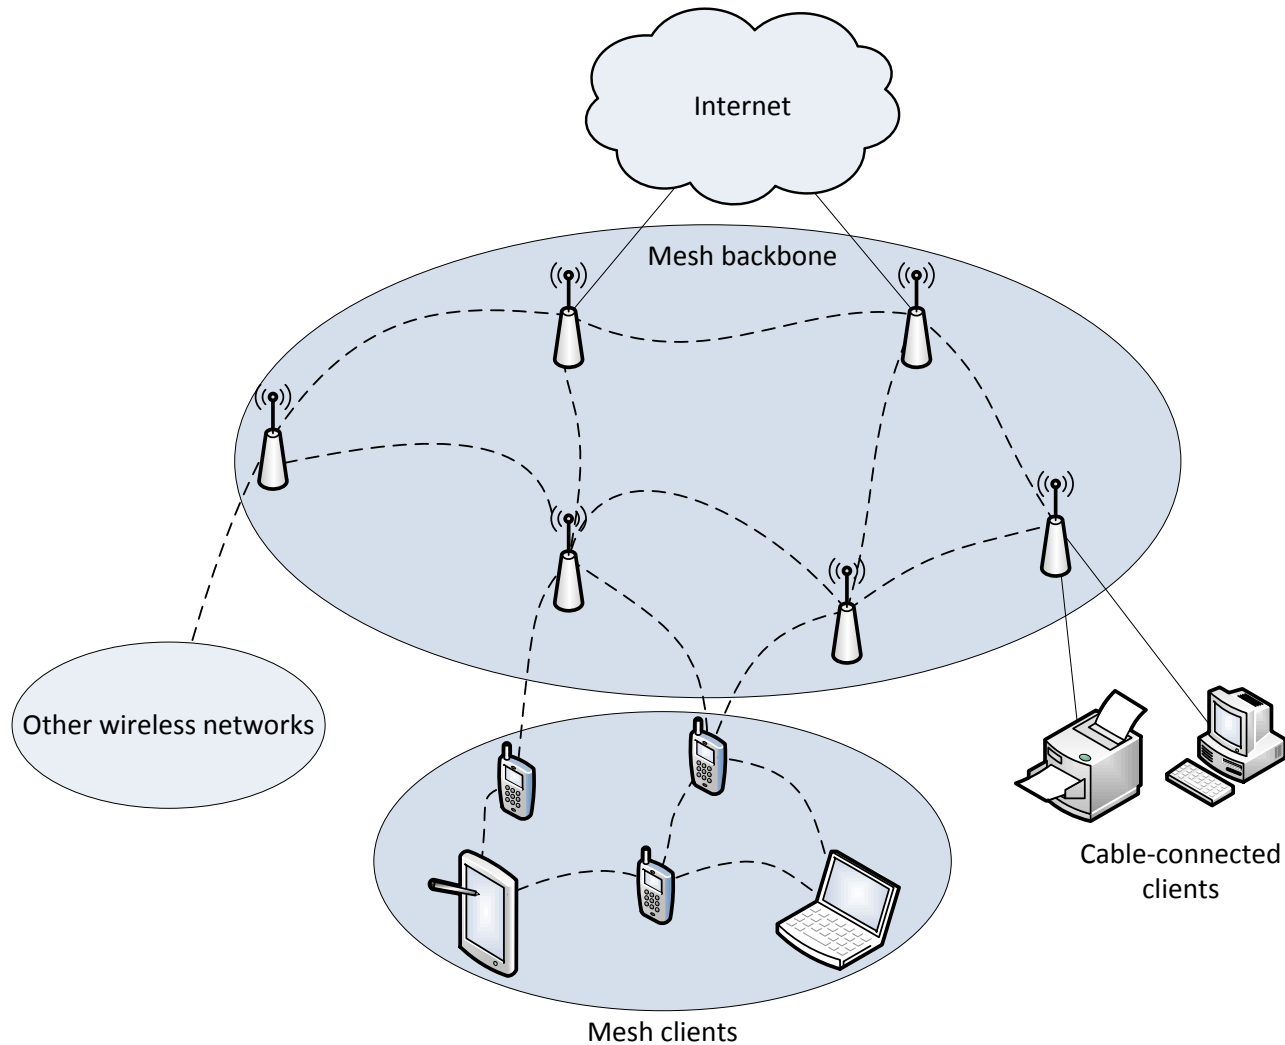 Internet
Mesh backbone
Other wireless networks
Cable-connected
clients
Mesh clients